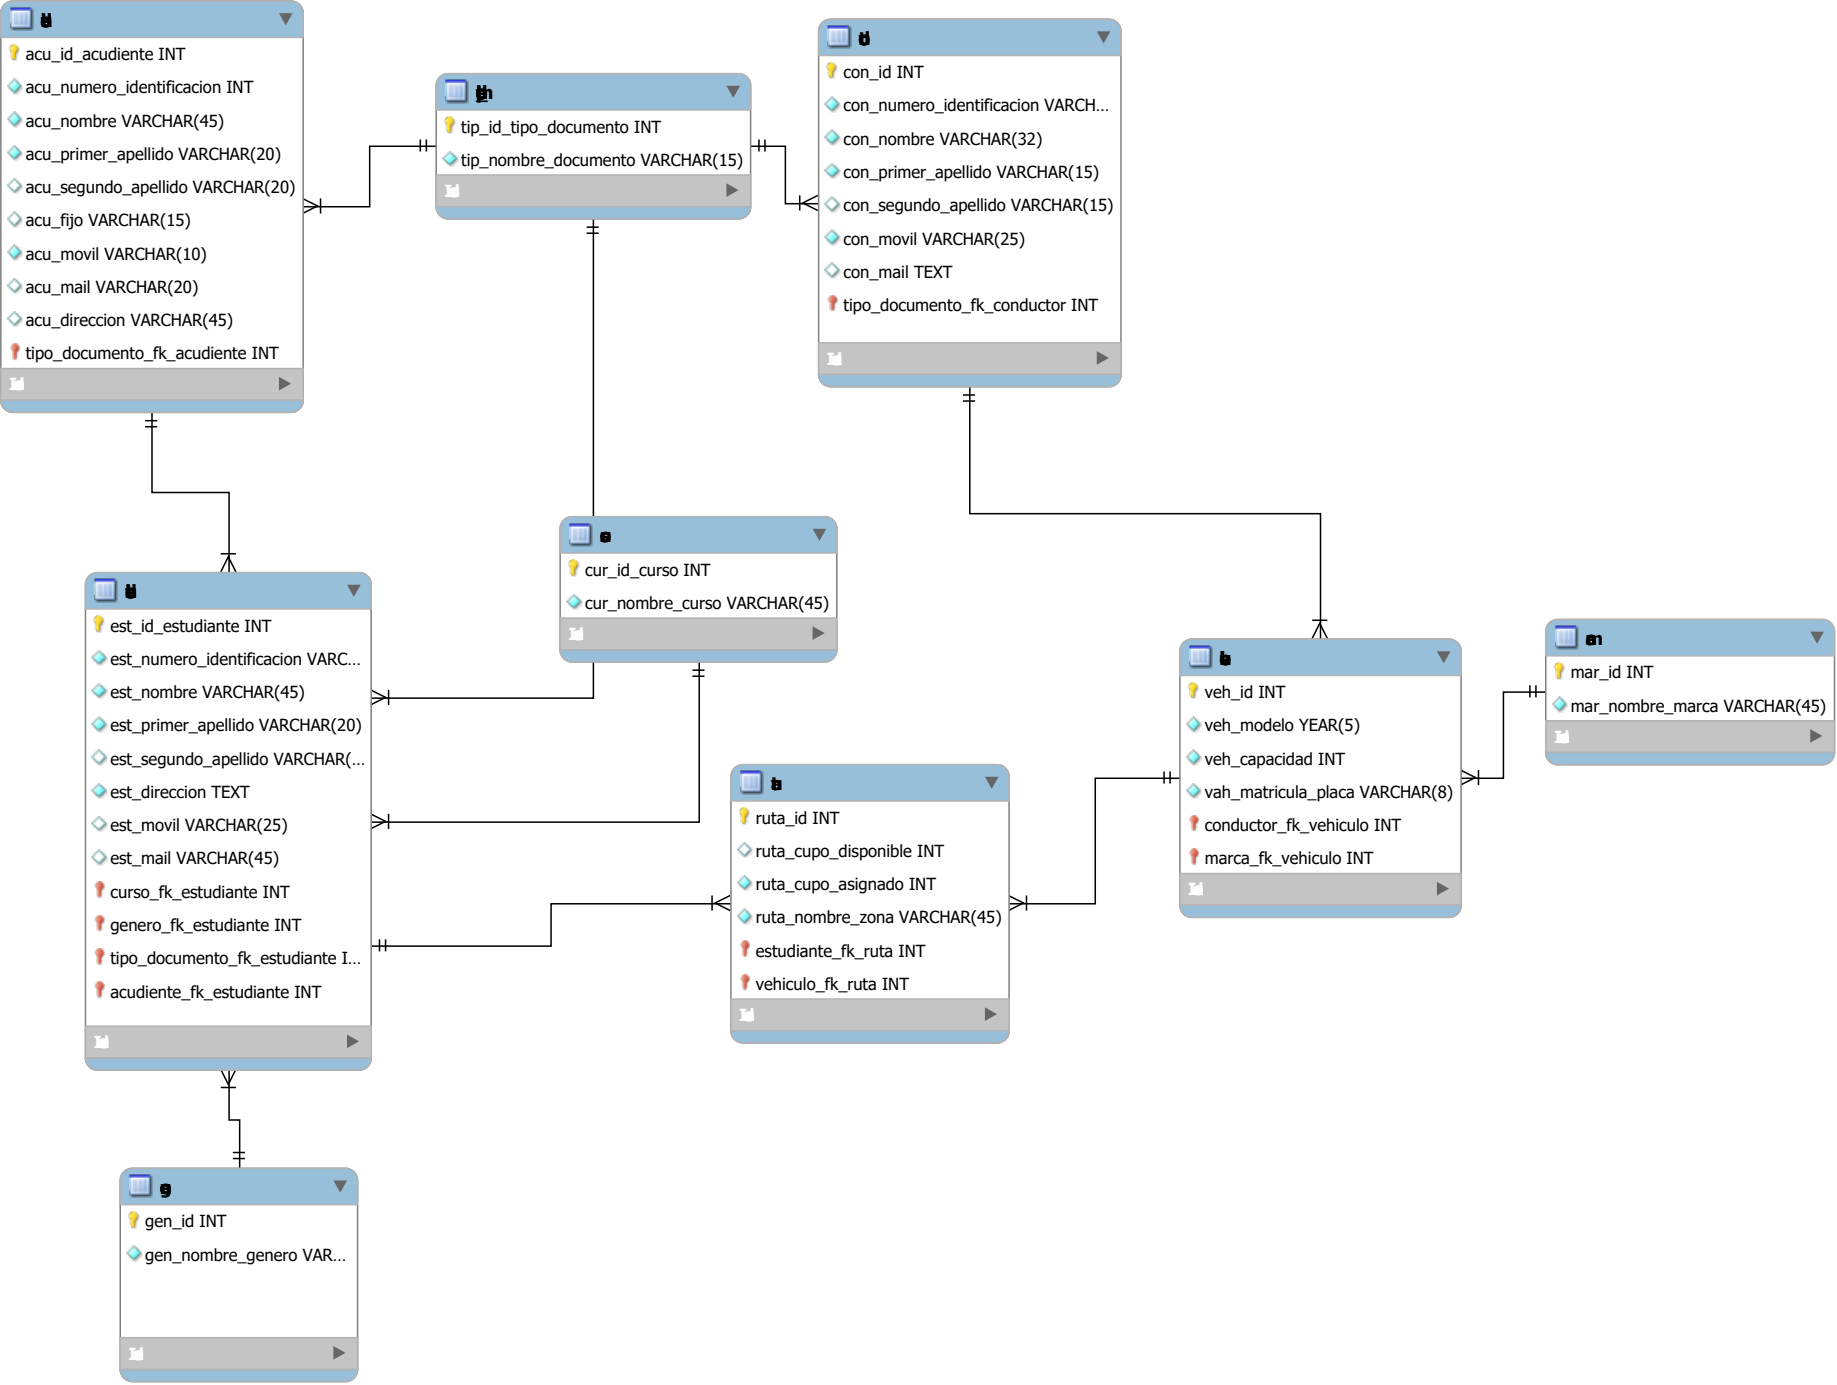 acu_id_acudiente INT
acu_numero_identificacion INT
acu_nombre VARCHAR(45)
acu_primer_apellido VARCHAR(20)
acu_segundo_apellido VARCHAR(20)
acu_fijo VARCHAR(15)
acu_movil VARCHAR(10)
acu_mail VARCHAR(20)
acu_direccion VARCHAR(45)
tipo_documento_fk_acudiente INT
tip_id_tipo_documento INT
tip_nombre_documento VARCHAR(15)
con_id INT
con_numero_identificacion VARCH...
con_nombre VARCHAR(32)
con_primer_apellido VARCHAR(15)
con_segundo_apellido VARCHAR(15)
con_movil VARCHAR(25)
con_mail TEXT
tipo_documento_fk_conductor INT
cur_id_curso INT
cur_nombre_curso VARCHAR(45)
est_id_estudiante INT
est_numero_identificacion VARC...
est_nombre VARCHAR(45)
est_primer_apellido VARCHAR(20)
est_segundo_apellido VARCHAR(...
est_direccion TEXT
est_movil VARCHAR(25)
est_mail VARCHAR(45)
curso_fk_estudiante INT
genero_fk_estudiante INT
tipo_documento_fk_estudiante I...
acudiente_fk_estudiante INT
ruta_id INT
ruta_cupo_disponible INT
ruta_cupo_asignado INT
ruta_nombre_zona VARCHAR(45)
estudiante_fk_ruta INT
vehiculo_fk_ruta INT
veh_id INT
veh_modelo YEAR(5)
veh_capacidad INT
vah_matricula_placa VARCHAR(8)
conductor_fk_vehiculo INT
marca_fk_vehiculo INT
mar_id INT
mar_nombre_marca VARCHAR(45)
gen_id INT
gen_nombre_genero VAR...